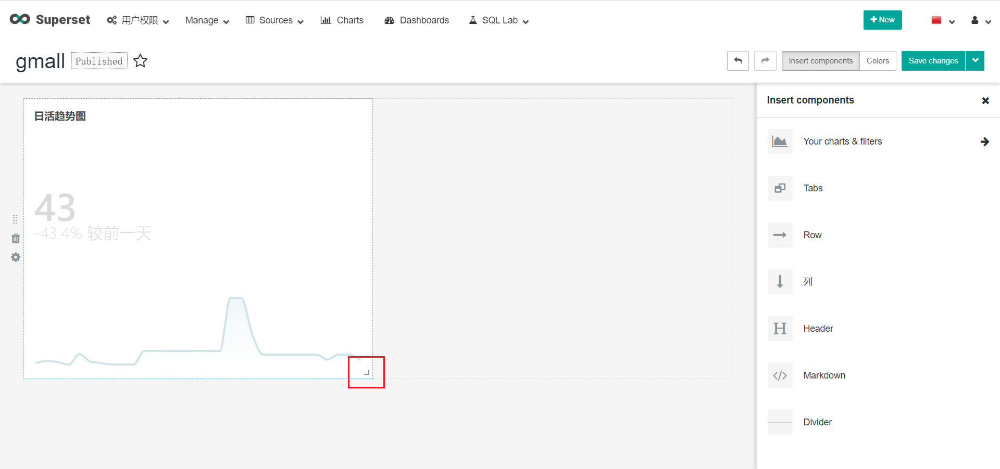 Superset 用户权限 Manage Sources Charts Dashboards SQL Lab New
gmall Published Insert components Colors Save changes
Insert components
日活趋势图
Your charts & filters
Tabs
43
-43.4% 较前一天
Row
列
Header
Markdown
Divider